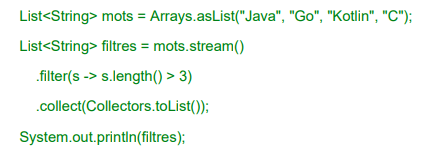 List<String> mots = Arrays.asList("Java", "Go", "Kotlin", "C");
List<String> filtres = mots.stream()
.filter(s -> s.length() > 3)
.collect(Collectors.toList());
System.out.println(filtres);